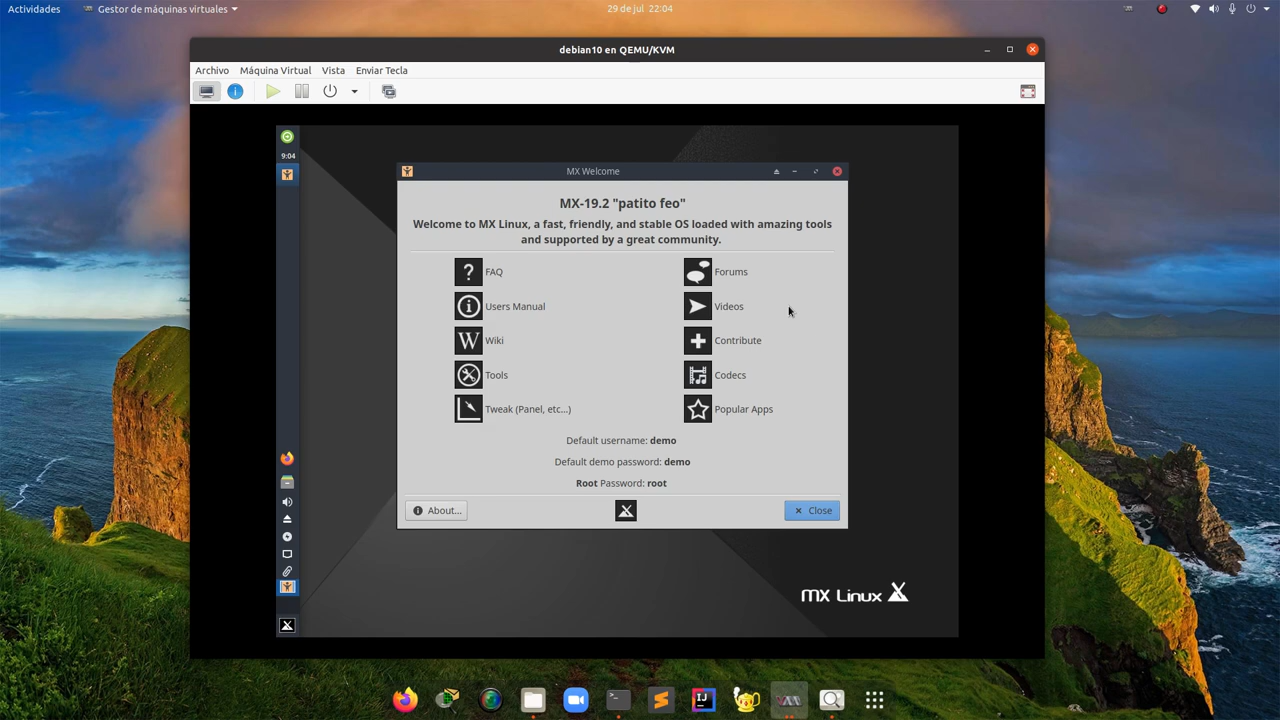 Actividades
Gestor de máquinas virtuales
29 de jul 22:04
debian10 en QEMU/KVM
Archivo
Máquina Virtual
Vista
Enviar Tecla
9:04
MX Welcome
MX-19.2 "patito feo"
Welcome to MX Linux, a fast, friendly, and stable OS loaded with amazing tools
and supported by a great community.
FAQ
Forums
Users Manual
Videos
Wiki
Contribute
Tools
Codecs
Tweak (Panel, etc...)
Popular Apps
Default username: demo
Default demo password: demo
Root Password: root
About...
Close
MX Linux